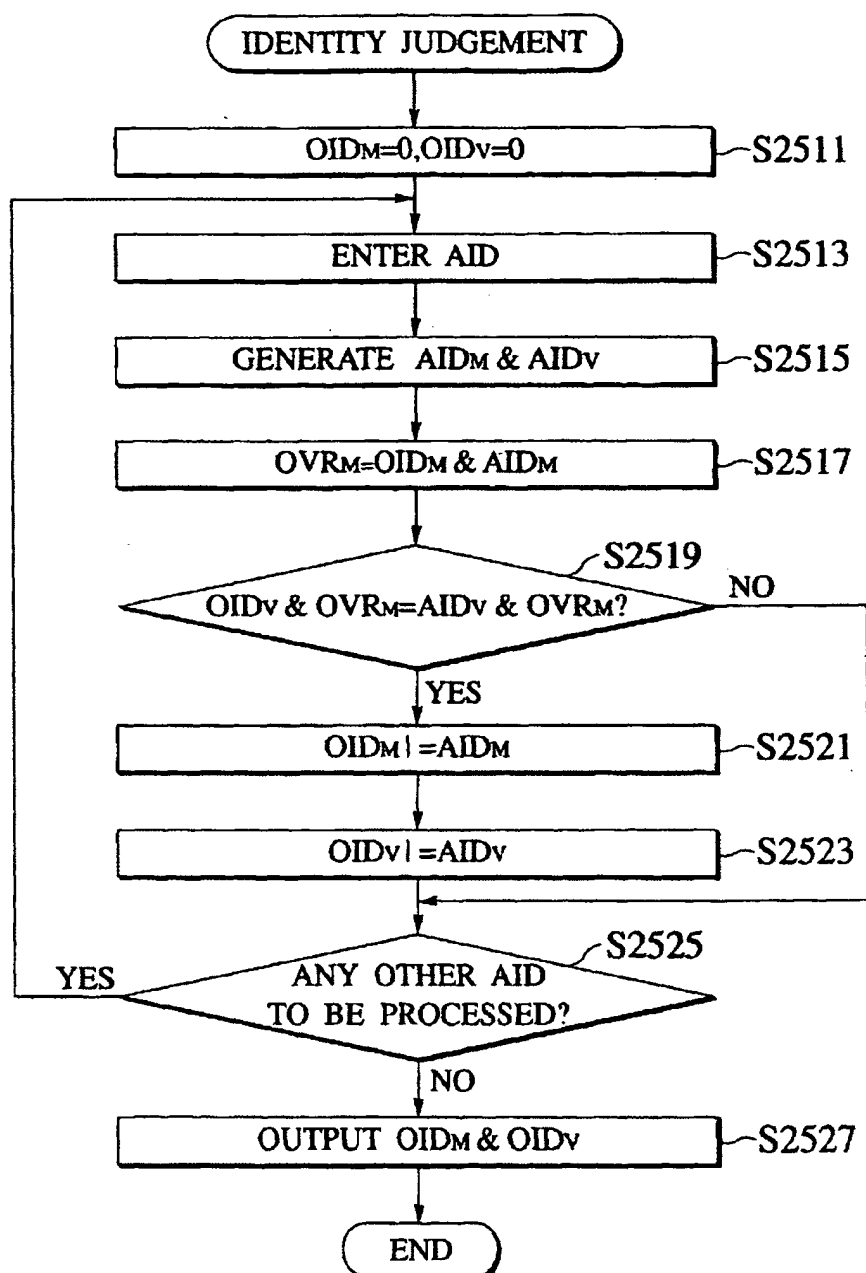 IDENTITY JUDGEMENT
OIDM=0,OIDV=0
S2511
ENTER AID
S2513
GENERATE AIDM & AIDV
S2515
OVRM=OIDM & AIDM
S2517
S2519
OIDV & OVRM=AIDV & OVRM?
NO
YES
OIDM|=AIDM
S2521
OIDV|=AIDV
S2523
S2525
YES
ANY OTHER AID
TO BE PROCESSED?
NO
OUTPUT OIDM & OIDV
S2527
END